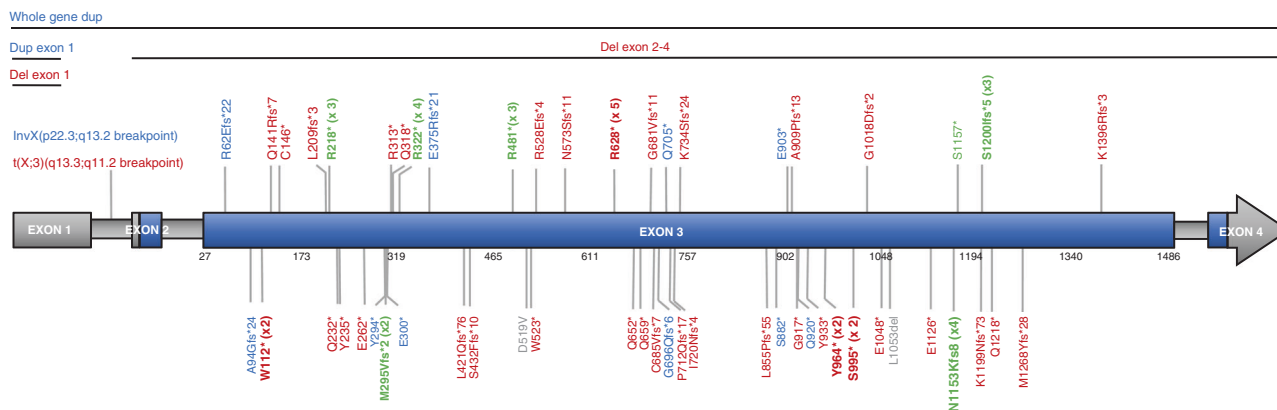 Whole gene dup
Dup exon 1
Del exon 2-4
Del exon 1
InvX(p22.3;q13.2 breakpoint)
t(X;3)(q13.3;q11.2 breakpoint)
R62Efs*22
Q141Rfs*7
C146*
L209fs*3
R218* (x 3)
R313*
Q318*
R322* (x 4)
E375Rfs*21
R481*(x 3)
R528Efs*4
N573Sfs*11
R628* (x 5)
G681Vfs*11
Q705*
K734Sfs*24
E903*
A909Pfs*13
G1018Dfs*2
S1157*
S1200Ifs*5 (x3)
K1396Rfs*3
EXON 1
EXON 2
EXON 3
EXON 4
27
173
319
465
611
757
902
1048
1194
1340
1486
A94Gfs*24
W112* (x2)
Q232*
Y235*
E262*
Y294*
M295Vfs*2 (x2)
E300*
L421Qfs*76
S432Ffs*10
D519V
W523*
Q652*
Q659*
C685Vfs*7
G696Qfs*6
P712Qfs*17
I720Nfs*4
L855Pfs*55
S882*
G917*
Q920*
Y933*
Y964* (x2)
S995* (x 2)
E1048*
L1053del
E1126*
N1153Kfs8 (x4)
K1199Nfs*73
Q1218*
M1268Yfs*28